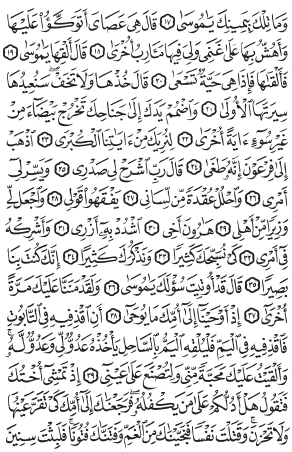 وَمَا تِلْكَ بِيَمِينِكَ يَٰمُوسَىٰ ١٧ قَالَ هِىَ عَصَاىَ أَتَوَكَّؤُا۟ عَلَيْهَا
وَأَهُشُّ بِهَا عَلَىٰ غَنَمِى وَلِىَ فِيهَا مَـَٔارِبُ أُخْرَىٰ ١٨ قَالَ أَلْقِهَا يَٰمُوسَىٰ ١٩
فَأَلْقَىٰهَا فَإِذَا هِىَ حَيَّةٌ تَسْعَىٰ ٢٠ قَالَ خُذْهَا وَلَا تَخَفْ سَنُعِيدُهَا
سِيرَتَهَا ٱلْأُولَىٰ ٢١ وَٱضْمُمْ يَدَكَ إِلَىٰ جَنَاحِكَ تَخْرُجْ بَيْضَآءَ مِنْ
غَيْرِ سُوٓءٍ ءَايَةً أُخْرَىٰ ٢٢ لِنُرِيَكَ مِنْ ءَايَٰتِنَا ٱلْكُبْرَى ٢٣ ٱذْهَبْ
إِلَىٰ فِرْعَوْنَ إِنَّهُۥ طَغَىٰ ٢٤ قَالَ رَبِّ ٱشْرَحْ لِى صَدْرِى ٢٥ وَيَسِّرْ لِىٓ
أَمْرِى ٢٦ وَٱحْلُلْ عُقْدَةً مِّن لِّسَانِى ٢٧ يَفْقَهُوا۟ قَوْلِى ٢٨ وَٱجْعَل لِّى
وَزِيرًا مِّنْ أَهْلِى ٢٩ هَٰرُونَ أَخِى ٣٠ ٱشْدُدْ بِهِۦٓ أَزْرِى ٣١ وَأَشْرِكْهُ
فِىٓ أَمْرِى ٣٢ كَىْ نُسَبِّحَكَ كَثِيرًا ٣٣ وَنَذْكُرَكَ كَثِيرًا ٣٤ إِنَّكَ كُنتَ بِنَا
بَصِيرًا ٣٥ قَالَ قَدْ أُوتِيتَ سُؤْلَكَ يَٰمُوسَىٰ ٣٦ وَلَقَدْ مَنَنَّا عَلَيْكَ مَرَّةً
أُخْرَىٰٓ ٣٧ إِذْ أَوْحَيْنَآ إِلَىٰٓ أُمِّكَ مَا يُوحَىٰٓ ٣٨ أَنِ ٱقْذِفِيهِ فِى ٱلتَّابُوتِ
فَٱقْذِفِيهِ فِى ٱلْيَمِّ فَلْيُلْقِهِ ٱلْيَمُّ بِٱلسَّاحِلِ يَأْخُذْهُ عَدُوٌّ لِّى وَعَدُوٌّ لَّهُۥ
وَأَلْقَيْتُ عَلَيْكَ مَحَبَّةً مِّنِّى وَلِتُصْنَعَ عَلَىٰ عَيْنِىٓ ٣٩ إِذْ تَمْشِىٓ أُخْتُكَ
فَتَقُولُ هَلْ أَدُلُّكُمْ عَلَىٰ مَن يَكْفُلُهُۥ فَرَجَعْنَٰكَ إِلَىٰٓ أُمِّكَ كَىْ تَقَرَّ عَيْنُهَا
وَلَا تَحْزَنَ وَقَتَلْتَ نَفْسًا فَنَجَّيْنَٰكَ مِنَ ٱلْغَمِّ وَفَتَنَّٰكَ فُتُونًا فَلَبِثْتَ سِنِينَ